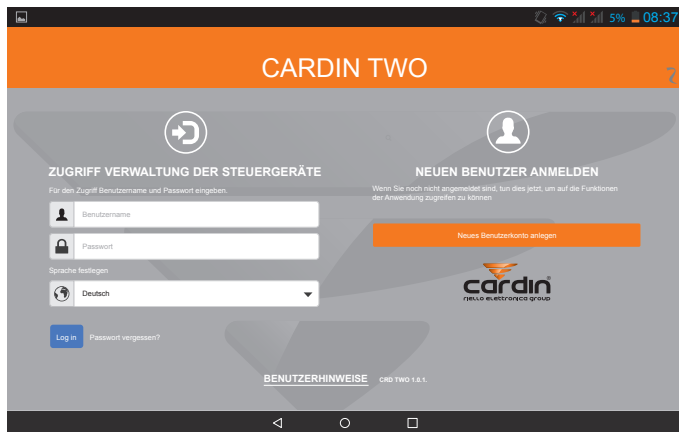 5% 08:37
CARDIN TWO
ZUGRIFF VERWALTUNG DER STEUERGERÄTE
Für den Zugriff Benutzername und Passwort eingeben.
Benutzername
Passwort
Sprache festlegen
Deutsch
Log in Passwort vergessen?
NEUEN BENUTZER ANMELDEN
Wenn Sie noch nicht angemeldet sind, tun dies jetzt, um auf die Funktionen
der Anwendung zugreifen zu können
Neues Benutzerkonto anlegen
cardin
riello elettronica group
BENUTZERHINWEISE CRD TWO 1.0.1.